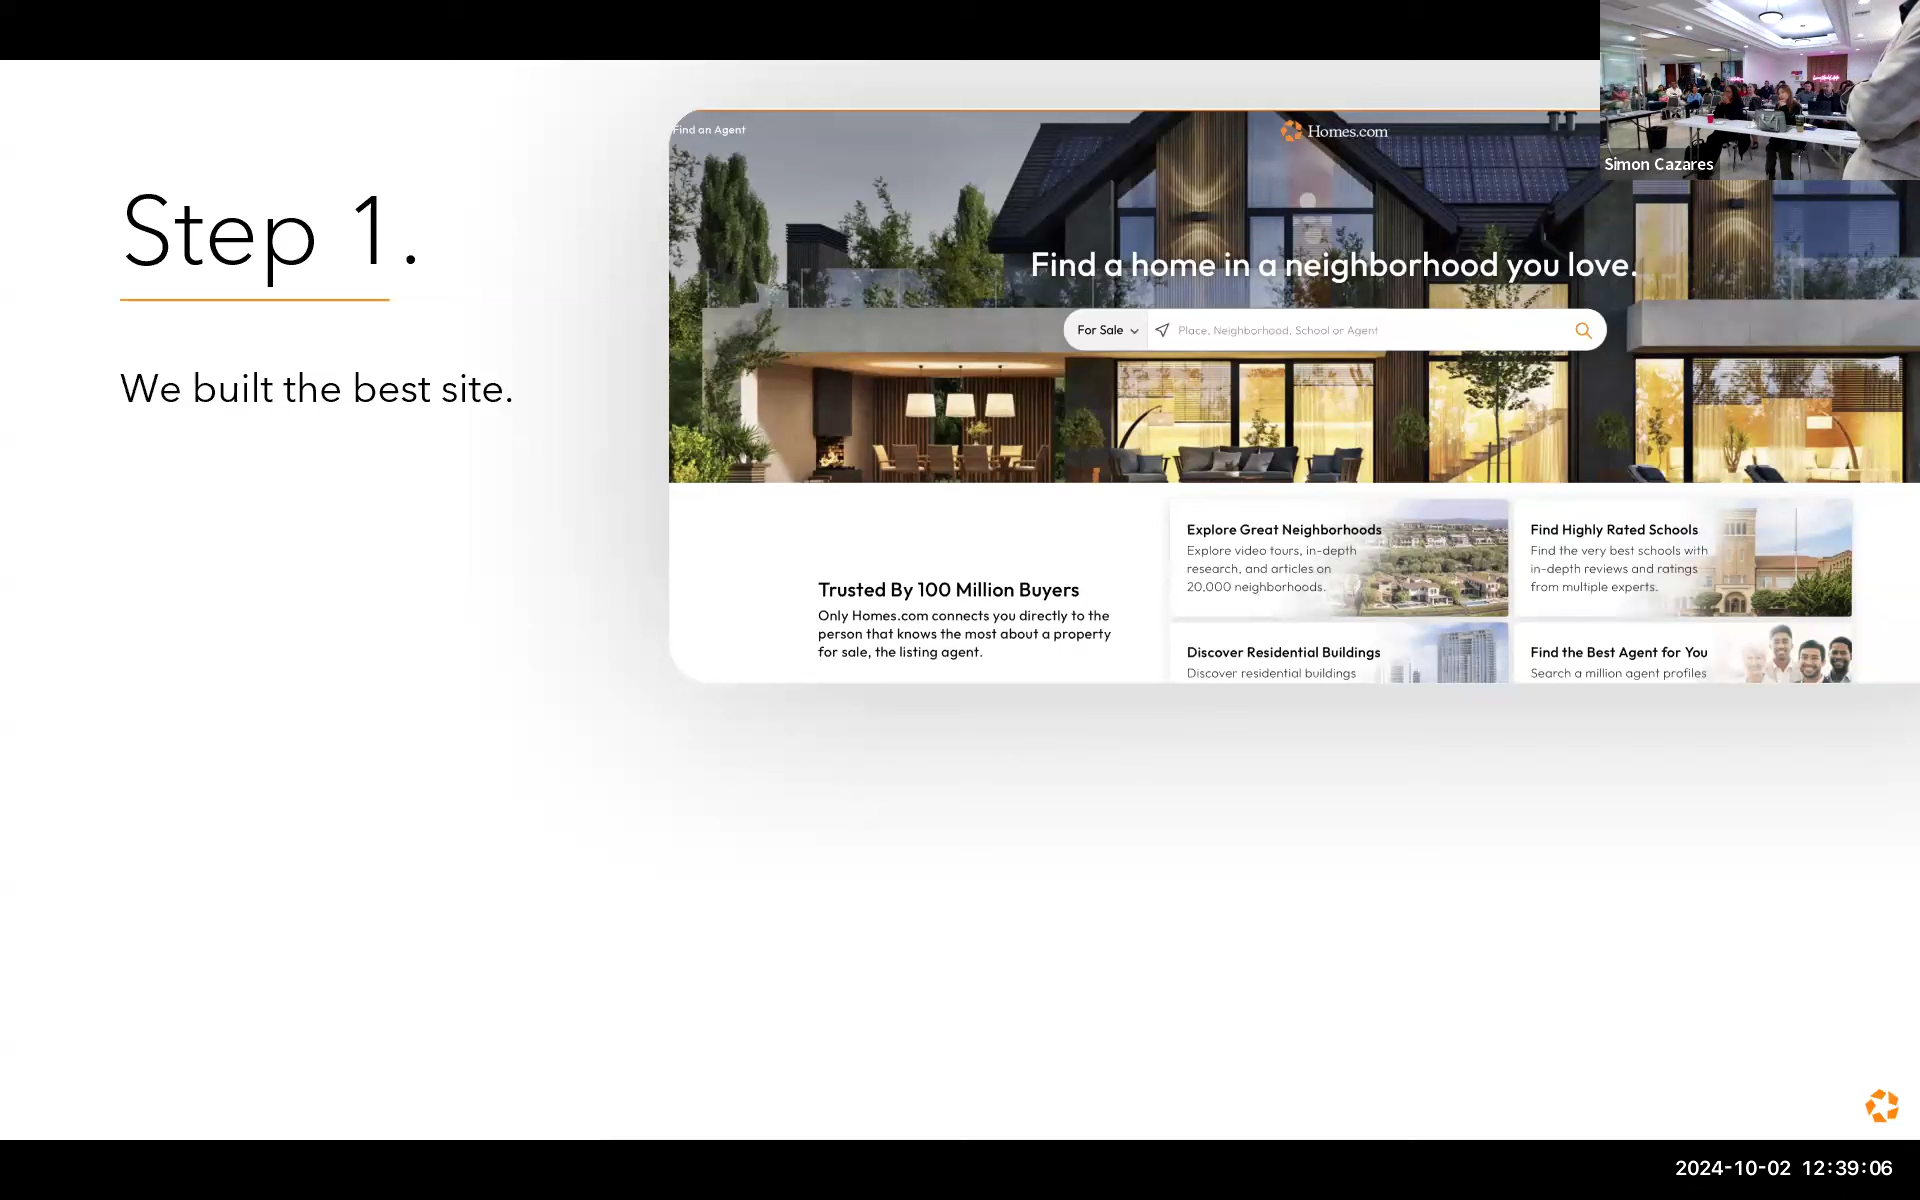 Simon Cazares
Step 1.
We built the best site.
Find an Agent
Homes.com
Find a home in a neighborhood you love.
For Sale
Place, Neighborhood, School or Agent
Trusted By 100 Million Buyers
Only Homes.com connects you directly to the
person that knows the most about a property
for sale, the listing agent.
Explore Great Neighborhoods
Explore video tours, in-depth
research, and articles on
20,000 neighborhoods.
Find Highly Rated Schools
Find the very best schools with
in-depth reviews and ratings
from multiple experts.
Discover Residential Buildings
Discover residential buildings
Find the Best Agent for You
Search a million agent profiles
2024-10-02 12:39:06